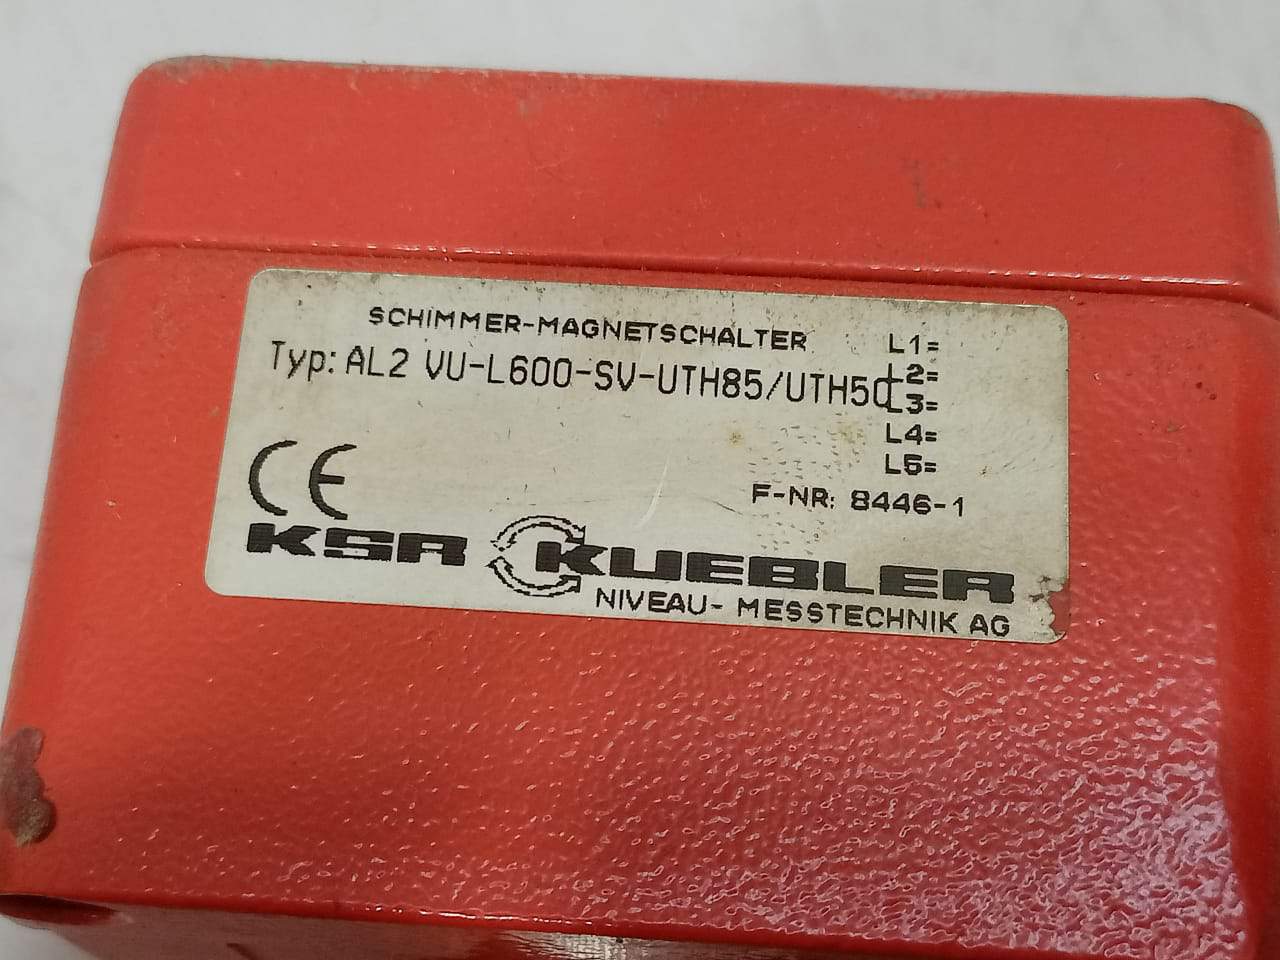 SCHIMMER-MAGNETSCHALTER
Typ: AL2 VU-L600-SV-UTH85/UTH50
L1=
L2=
L3=
L4=
L5=
F-NR: 8446-1
CE
KSR KUEBLER
NIVEAU- MESSTECHNIK AG